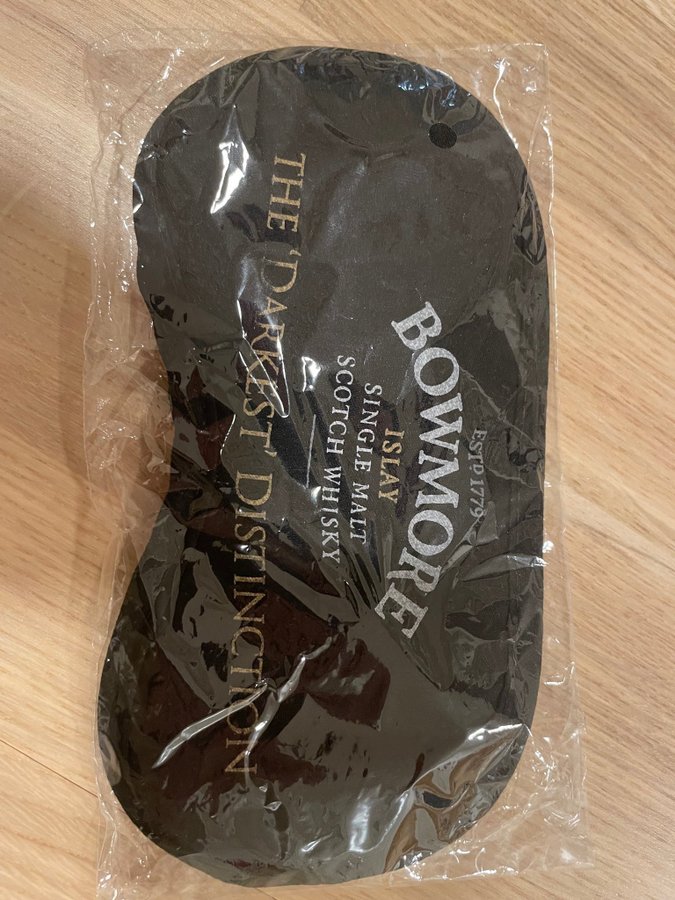 ESTD 1779
BOWMORE
ISLAY
SINGLE MALT
SCOTCH WHISKY
THE 'DARKEST' DISTINCTION